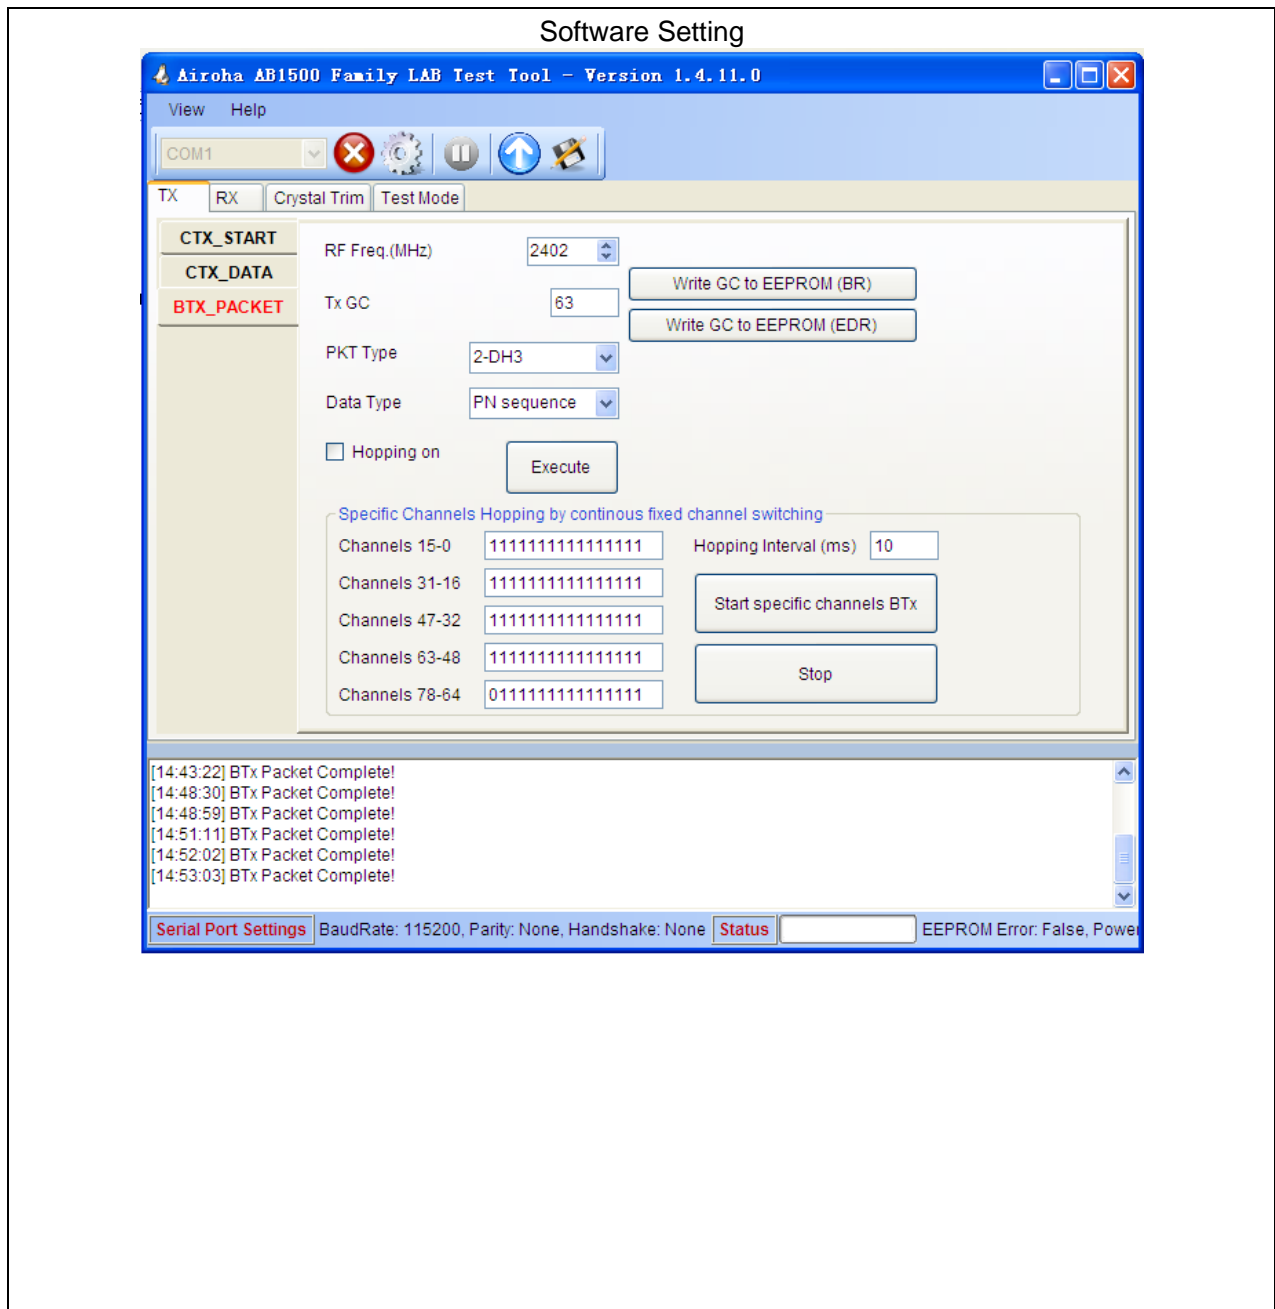 Software Setting
Airoha AB1500 Family LAB Test Tool - Version 1.4.11.0
View Help
COM1
TX RX Crystal Trim Test Mode
CTX_START
CTX_DATA
BTX_PACKET
RF Freq.(MHz) 2402
Write GC to EEPROM (BR)
Tx GC 63
Write GC to EEPROM (EDR)
PKT Type 2-DH3
Data Type PN sequence
Hopping on Execute
Specific Channels Hopping by continous fixed channel switching
Channels 15-0 1111111111111111 Hopping Interval (ms) 10
Channels 31-16 1111111111111111
Start specific channels BTx
Channels 47-32 1111111111111111
Channels 63-48 1111111111111111
Stop
Channels 78-64 0111111111111111
[14:43:22] BTx Packet Complete!
[14:48:30] BTx Packet Complete!
[14:48:59] BTx Packet Complete!
[14:51:11] BTx Packet Complete!
[14:52:02] BTx Packet Complete!
[14:53:03] BTx Packet Complete!
Serial Port Settings BaudRate: 115200, Parity: None, Handshake: None Status EEPROM Error: False, Power